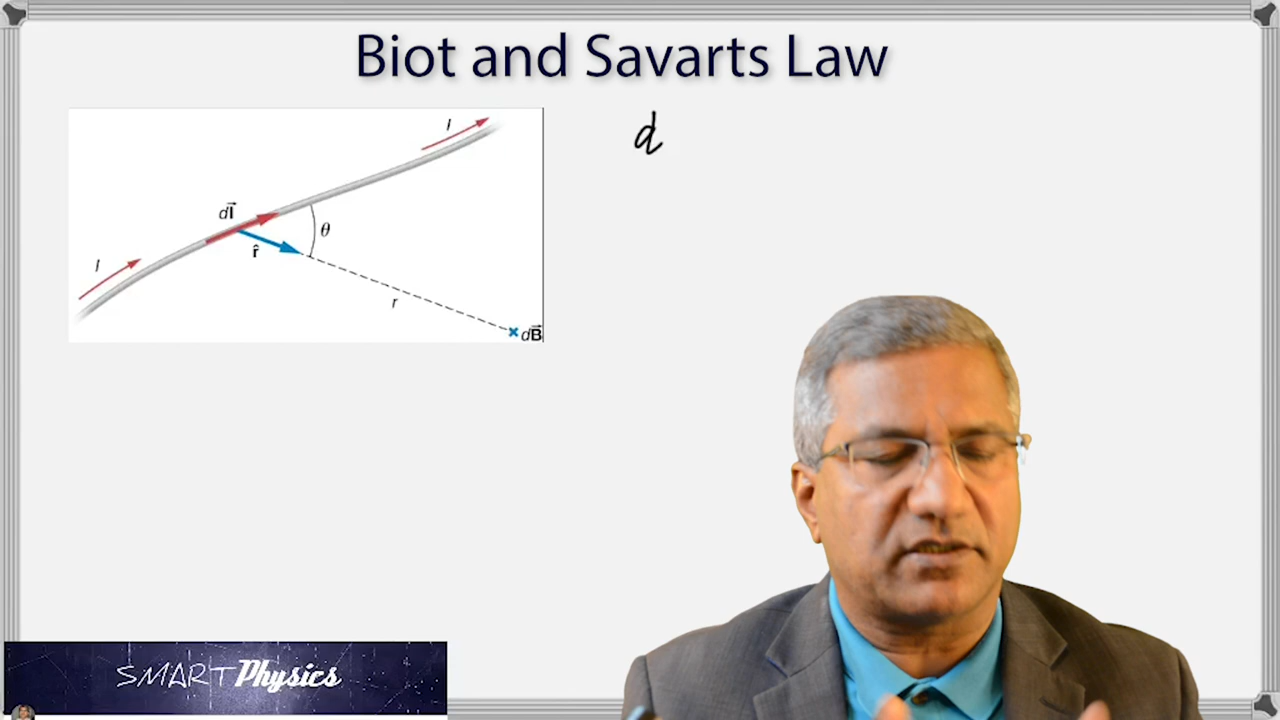 Biot and Savarts Law
d
I
dl⃗
θ
r̂
I
r
dB⃗
SMART Physics